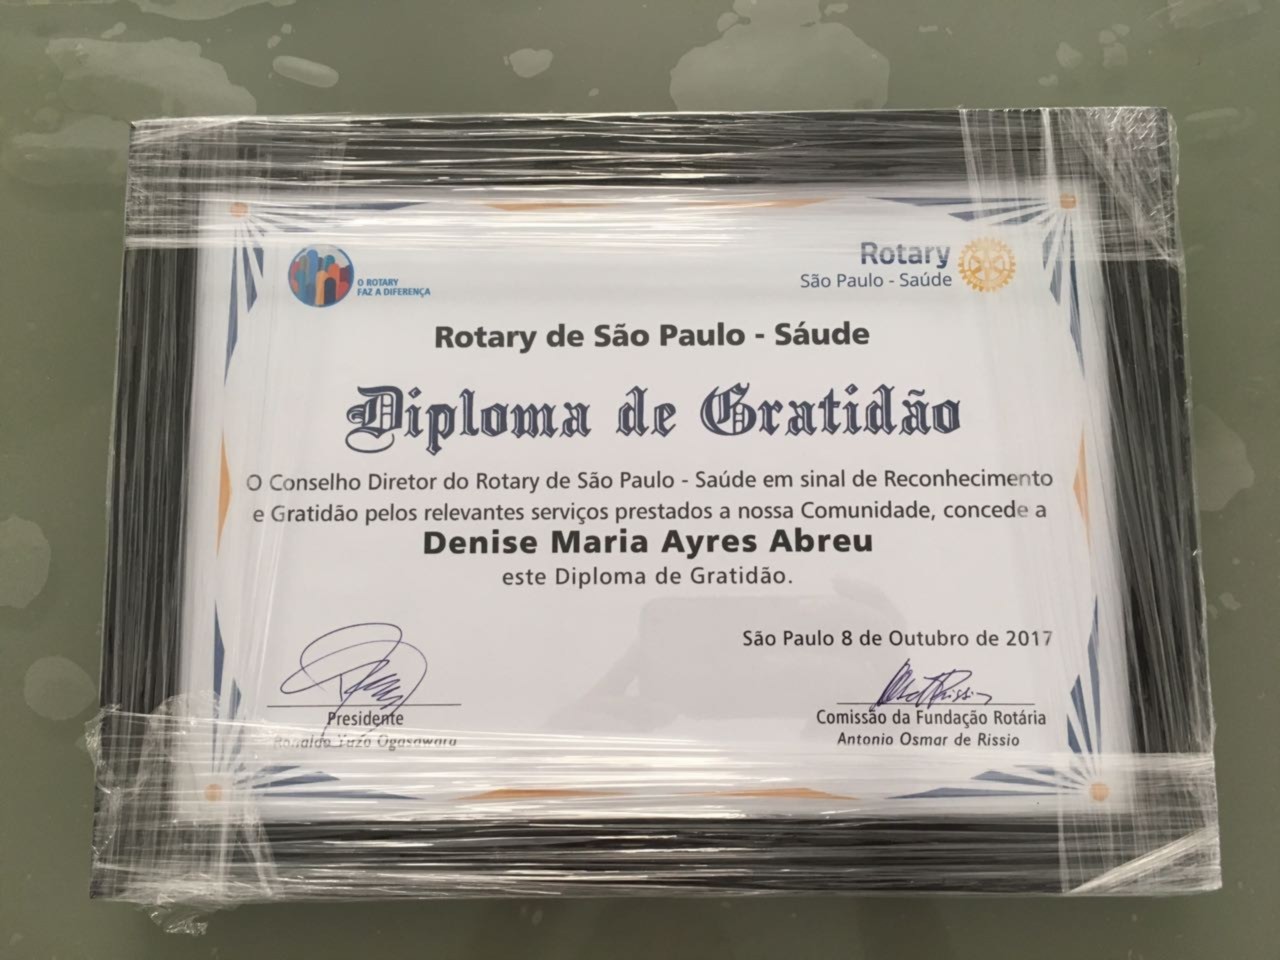 O ROTARY
FAZ A DIFERENÇA
Rotary
São Paulo - Saúde
Rotary de São Paulo - Sáude
Diploma de Gratidão
O Conselho Diretor do Rotary de São Paulo - Saúde em sinal de Reconhecimento
e Gratidão pelos relevantes serviços prestados a nossa Comunidade, concede a
Denise Maria Ayres Abreu
este Diploma de Gratidão.
São Paulo 8 de Outubro de 2017
Presidente
Ronaldo Yuzo Ogasawara
Comissão da Fundação Rotária
Antonio Osmar de Rissio